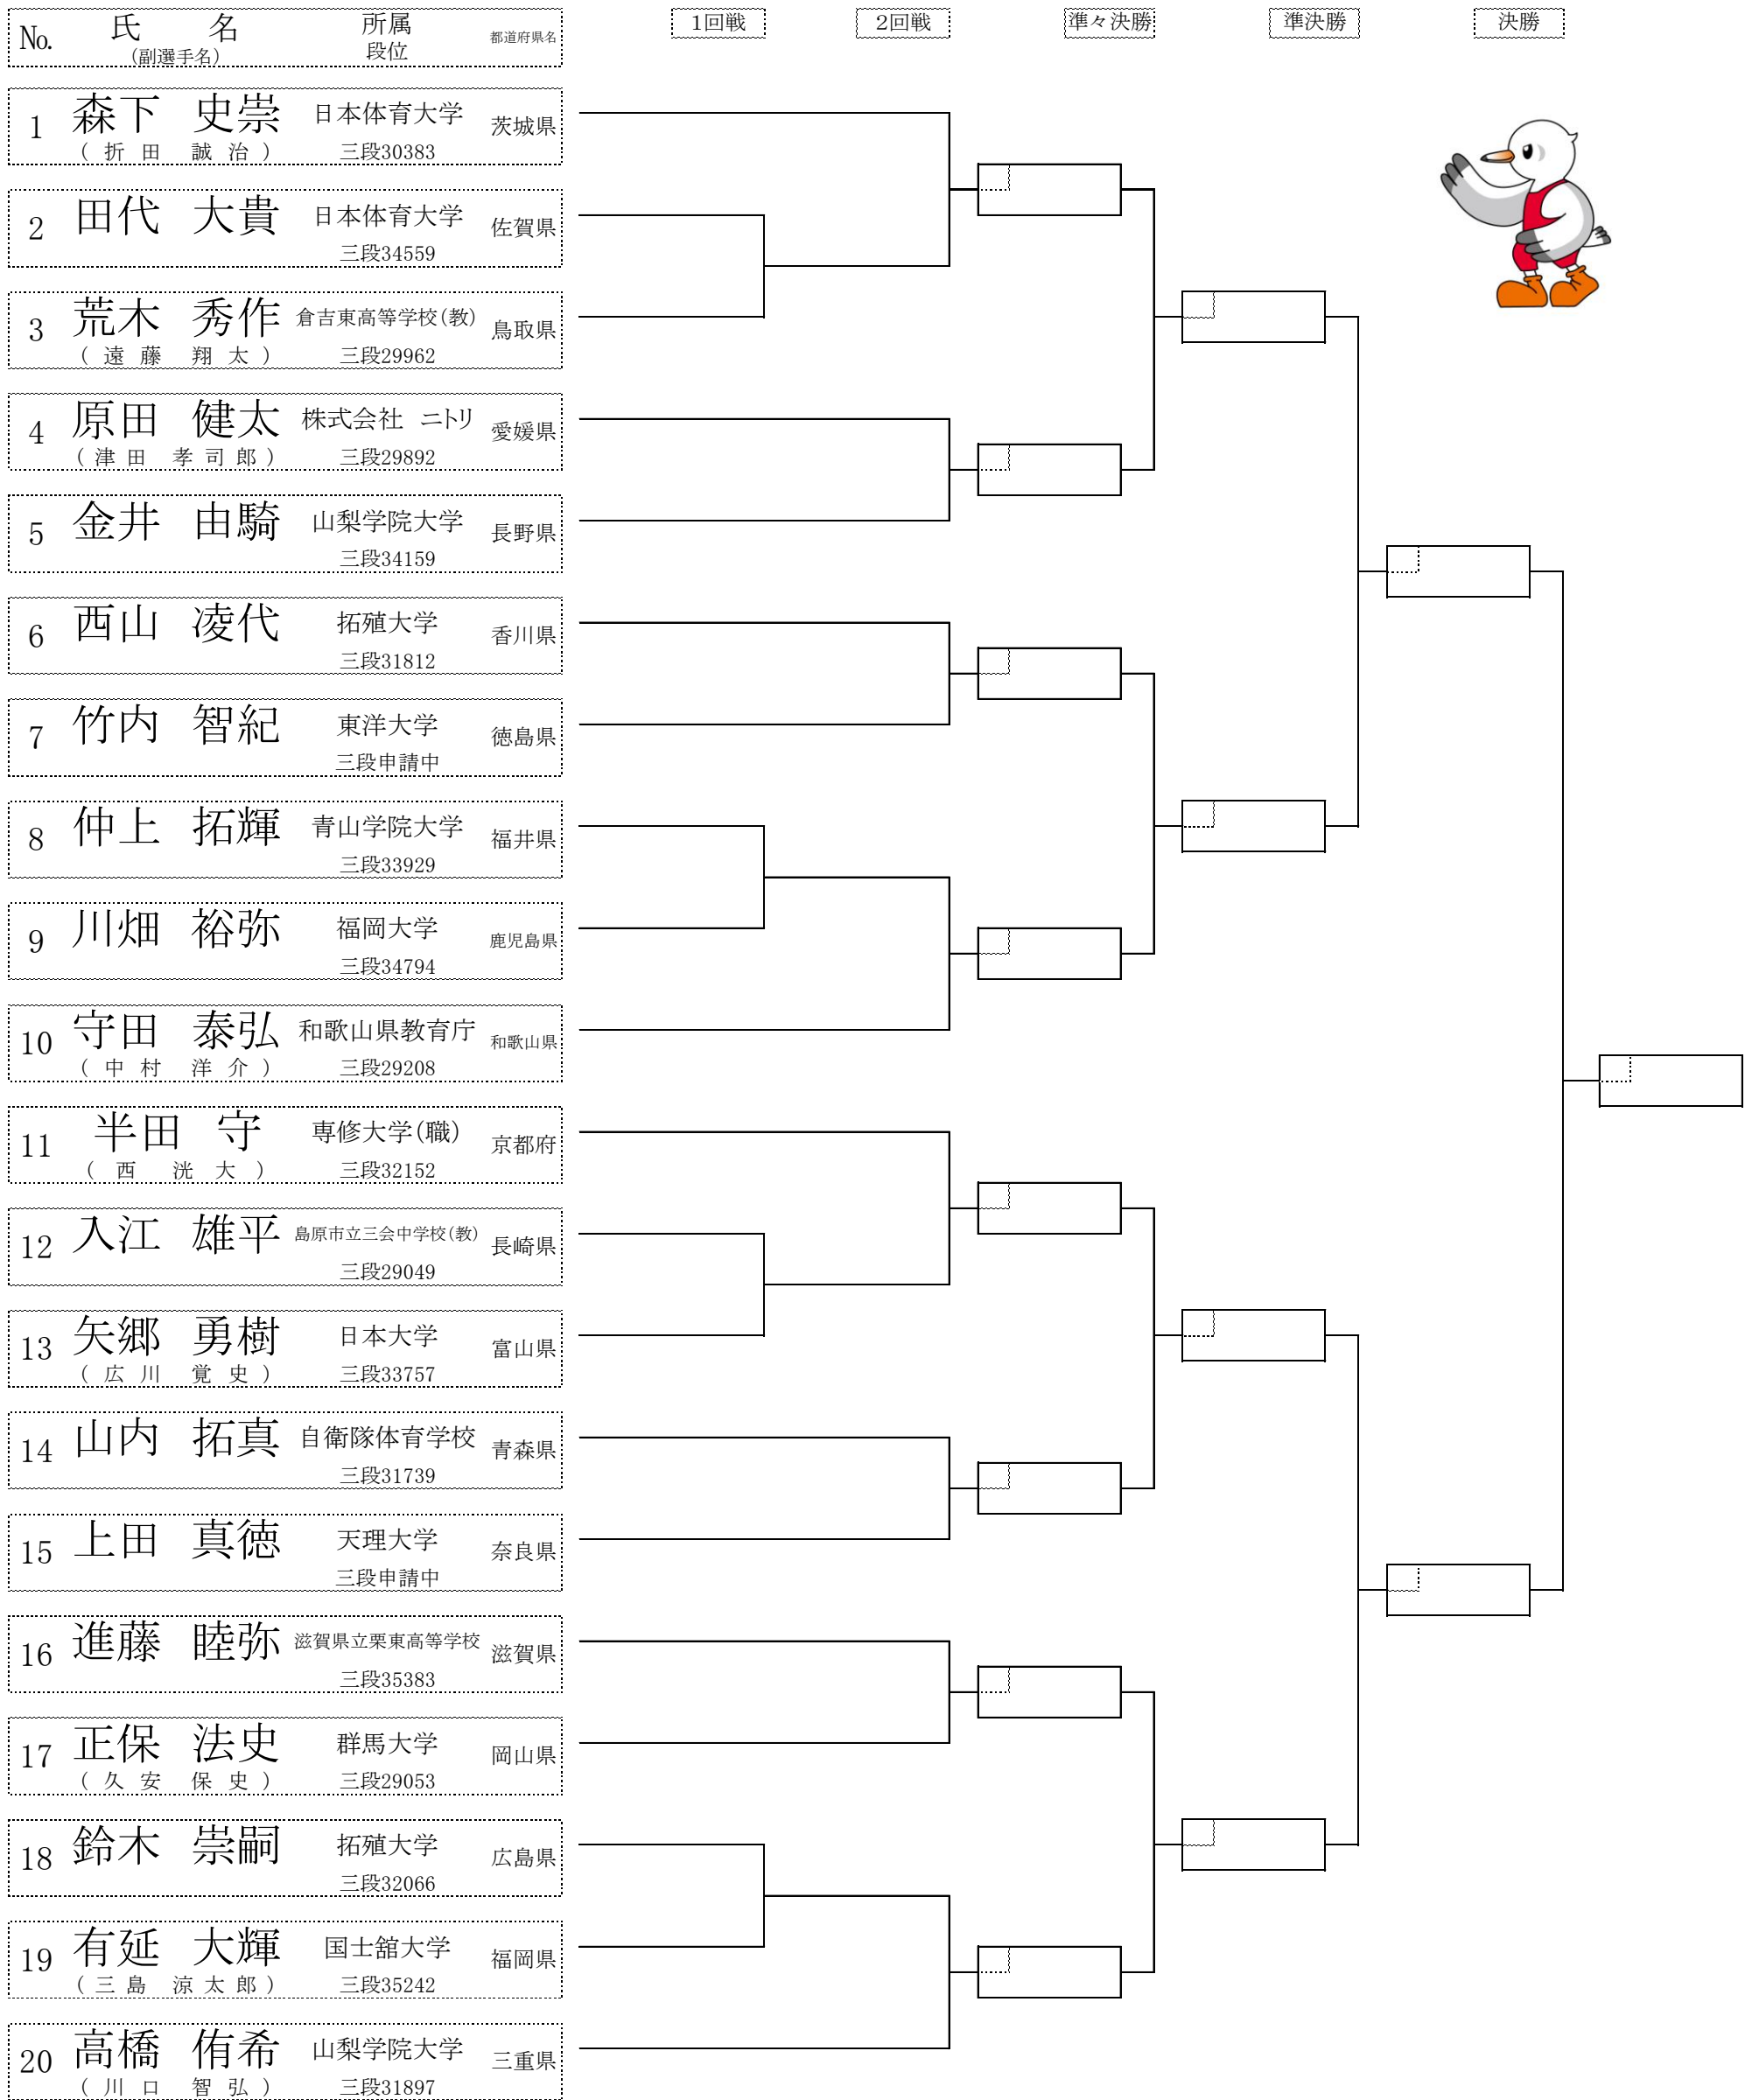 No. 氏 名 所属 都道府県名 1回戦 2回戦 準々決勝 準決勝 決勝
(副選手名) 段位
1 森下 史崇 日本体育大学 茨城県
(折田 誠治) 三段30383
2 田代 大貴 日本体育大学 佐賀県
三段34559
3 荒木 秀作 倉吉東高等学校(教) 鳥取県
(遠藤 翔太) 三段29962
4 原田 健太 株式会社 ニトリ 愛媛県
(津田 孝司郎) 三段29892
5 金井 由騎 山梨学院大学 長野県
三段34159
6 西山 凌代 拓殖大学 香川県
三段31812
7 竹内 智紀 東洋大学 徳島県
三段申請中
8 仲上 拓輝 青山学院大学 福井県
三段33929
9 川畑 裕弥 福岡大学 鹿児島県
三段34794
10 守田 泰弘 和歌山県教育庁 和歌山県
(中村 洋介) 三段29208
11 半田 守 専修大学(職) 京都府
(西 洸大) 三段32152
12 入江 雄平 島原市立三会中学校(教) 長崎県
三段29049
13 矢郷 勇樹 日本大学 富山県
(広川 覚史) 三段33757
14 山内 拓真 自衛隊体育学校 青森県
三段31739
15 上田 真徳 天理大学 奈良県
三段申請中
16 進藤 睦弥 滋賀県立栗東高等学校 滋賀県
三段35383
17 正保 法史 群馬大学 岡山県
(久安 保史) 三段29053
18 鈴木 崇嗣 拓殖大学 広島県
三段32066
19 有延 大輝 国士舘大学 福岡県
(三島 涼太郎) 三段35242
20 高橋 侑希 山梨学院大学 三重県
(川口 智弘) 三段31897